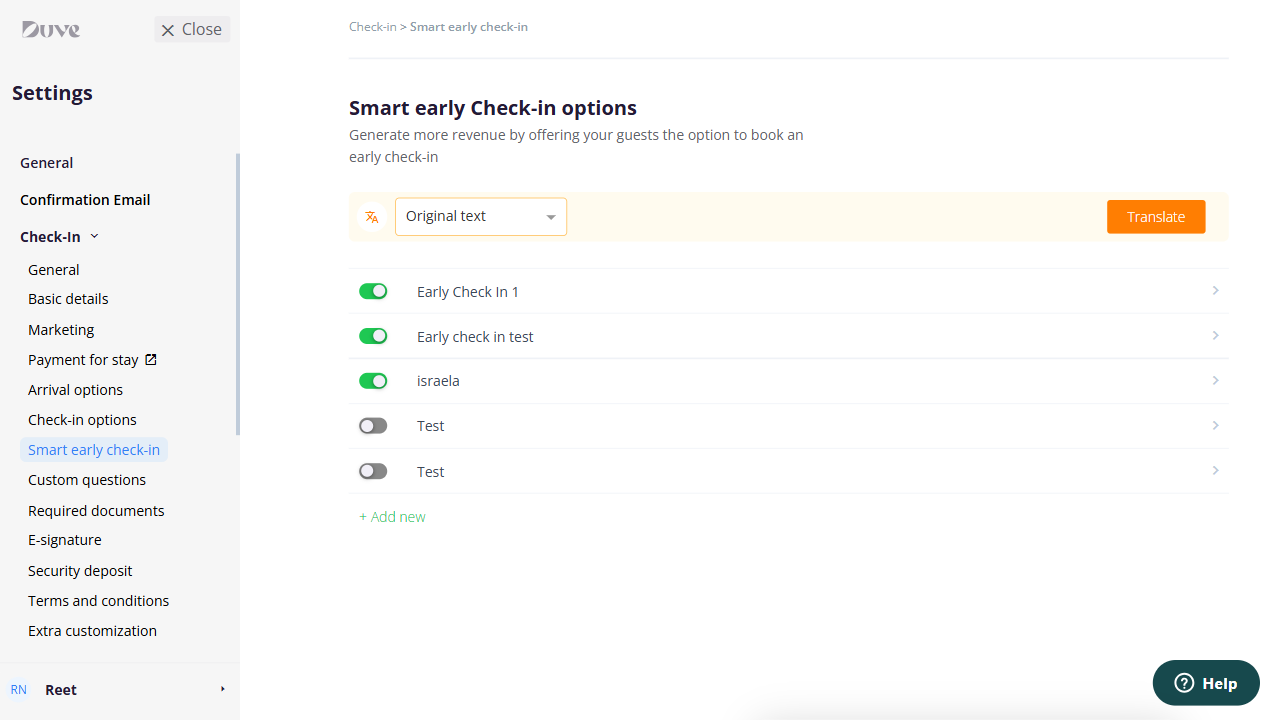 Duve
Close
Settings
General
Confirmation Email
Check-In
General
Basic details
Marketing
Payment for stay
Arrival options
Check-in options
Smart early check-in
Custom questions
Required documents
E-signature
Security deposit
Terms and conditions
Extra customization
RN Reet
Check-in > Smart early check-in
Smart early Check-in options
Generate more revenue by offering your guests the option to book an
early check-in
Original text
Translate
Early Check In 1
Early check in test
israela
Test
Test
+ Add new
Help